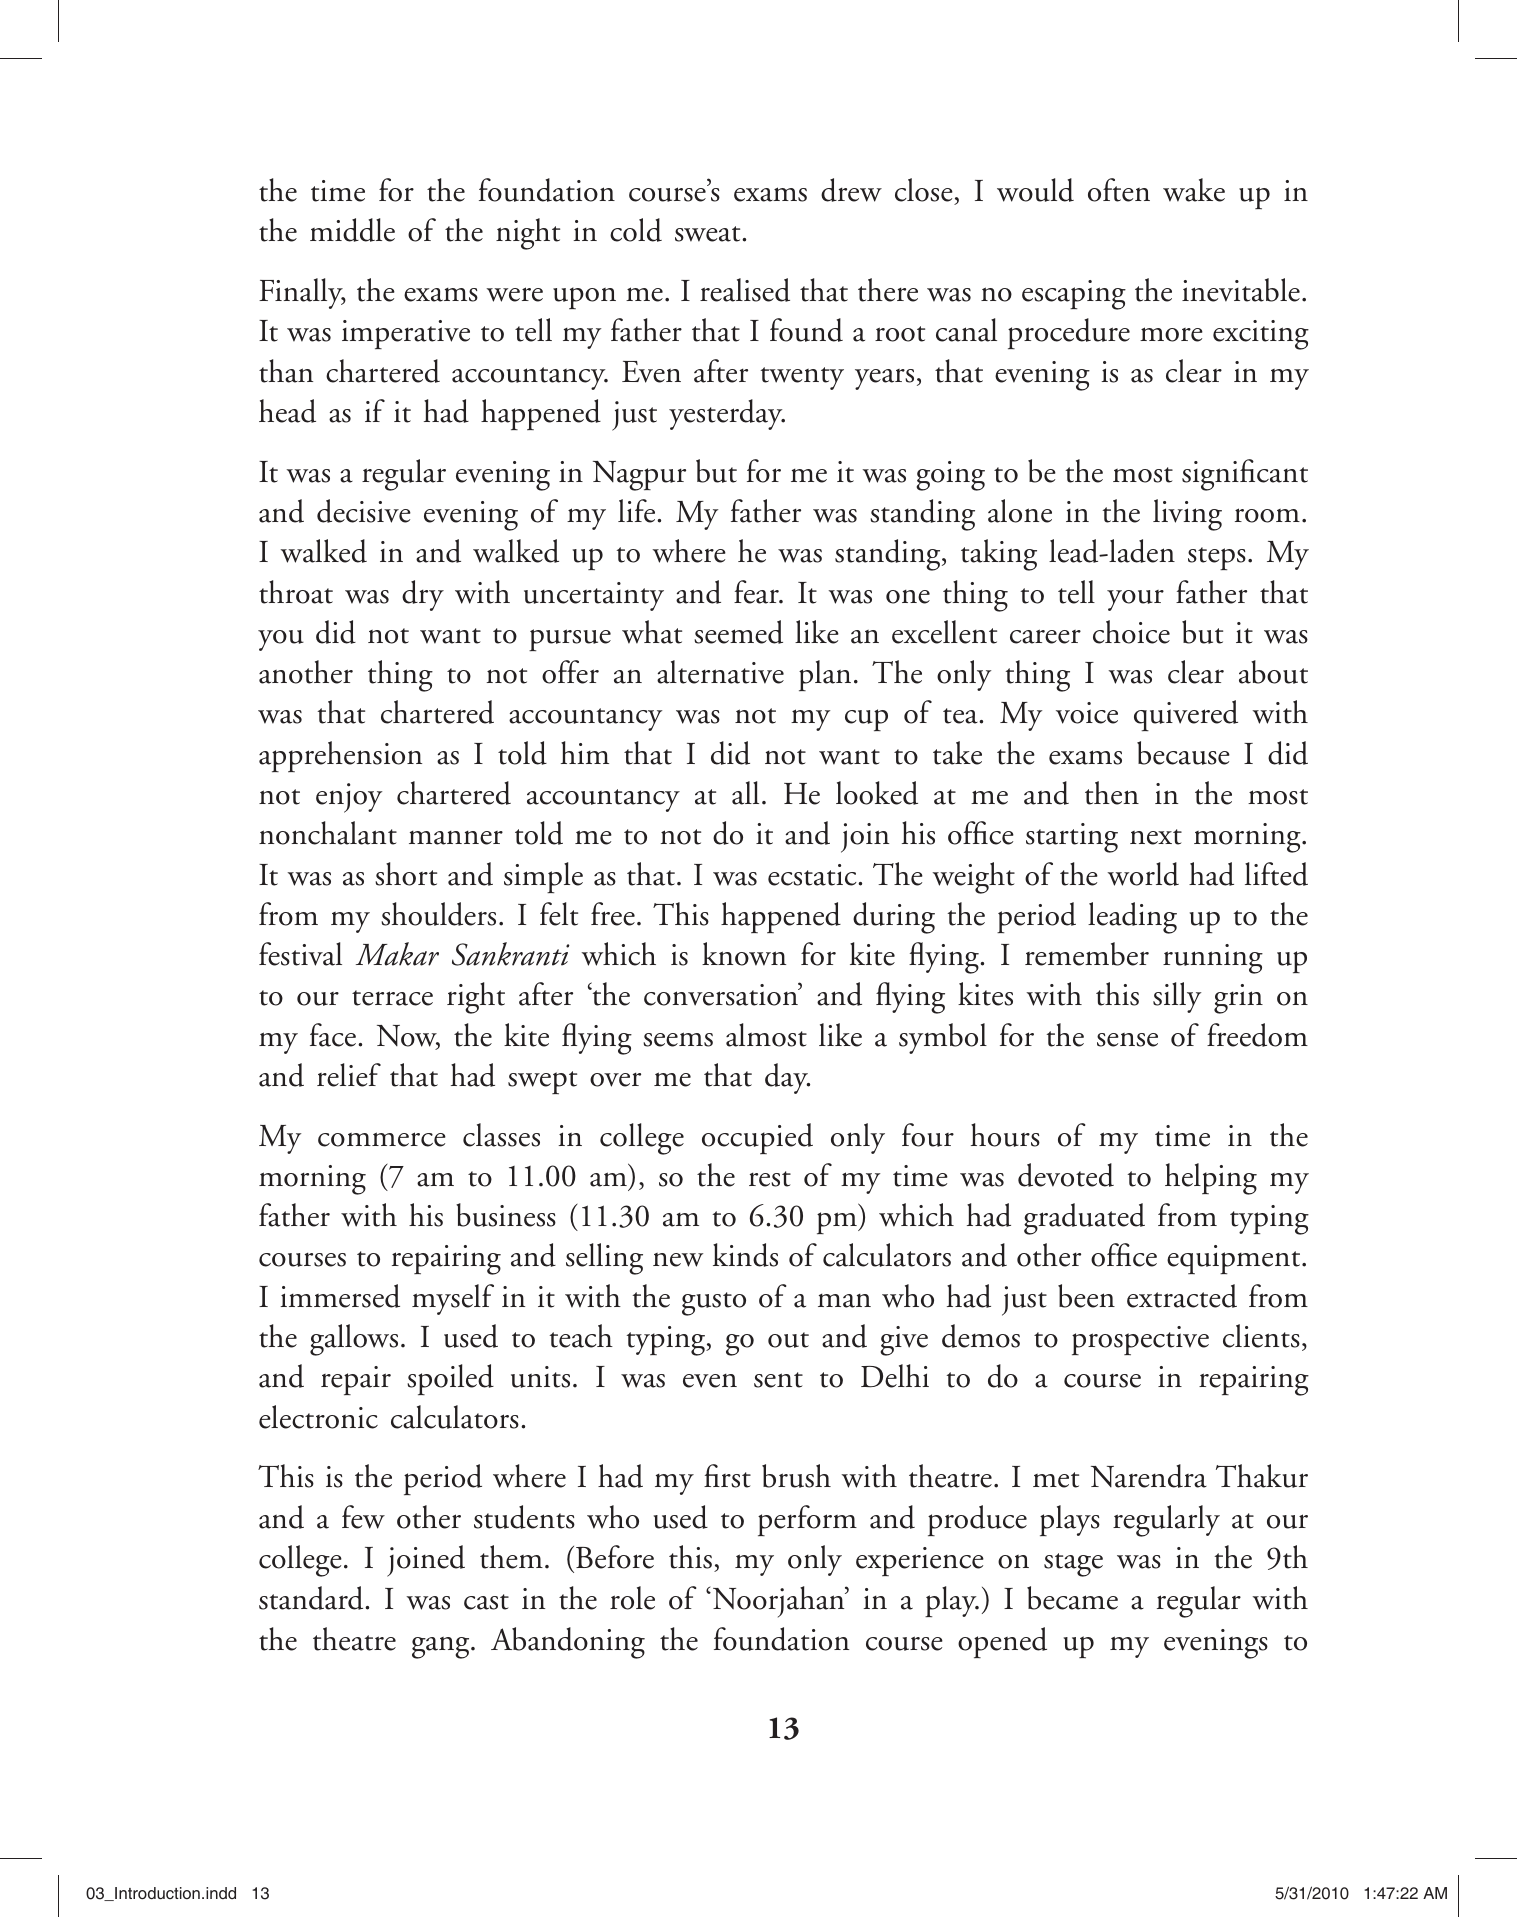 the time for the foundation course’s exams drew close, I would often wake up in
the middle of the night in cold sweat.
Finally, the exams were upon me. I realised that there was no escaping the inevitable.
It was imperative to tell my father that I found a root canal procedure more exciting
than chartered accountancy. Even after twenty years, that evening is as clear in my
head as if it had happened just yesterday.
It was a regular evening in Nagpur but for me it was going to be the most significant
and decisive evening of my life. My father was standing alone in the living room.
I walked in and walked up to where he was standing, taking lead-laden steps. My
throat was dry with uncertainty and fear. It was one thing to tell your father that
you did not want to pursue what seemed like an excellent career choice but it was
another thing to not offer an alternative plan. The only thing I was clear about
was that chartered accountancy was not my cup of tea. My voice quivered with
apprehension as I told him that I did not want to take the exams because I did
not enjoy chartered accountancy at all. He looked at me and then in the most
nonchalant manner told me to not do it and join his office starting next morning.
It was as short and simple as that. I was ecstatic. The weight of the world had lifted
from my shoulders. I felt free. This happened during the period leading up to the
festival Makar Sankranti which is known for kite flying. I remember running up
to our terrace right after ‘the conversation’ and flying kites with this silly grin on
my face. Now, the kite flying seems almost like a symbol for the sense of freedom
and relief that had swept over me that day.
My commerce classes in college occupied only four hours of my time in the
morning (7 am to 11.00 am), so the rest of my time was devoted to helping my
father with his business (11.30 am to 6.30 pm) which had graduated from typing
courses to repairing and selling new kinds of calculators and other office equipment.
I immersed myself in it with the gusto of a man who had just been extracted from
the gallows. I used to teach typing, go out and give demos to prospective clients,
and repair spoiled units. I was even sent to Delhi to do a course in repairing
electronic calculators.
This is the period where I had my first brush with theatre. I met Narendra Thakur
and a few other students who used to perform and produce plays regularly at our
college. I joined them. (Before this, my only experience on stage was in the 9th
standard. I was cast in the role of ‘Noorjahan’ in a play.) I became a regular with
the theatre gang. Abandoning the foundation course opened up my evenings to
13
03_Introduction.indd 13
5/31/2010 1:47:22 AM